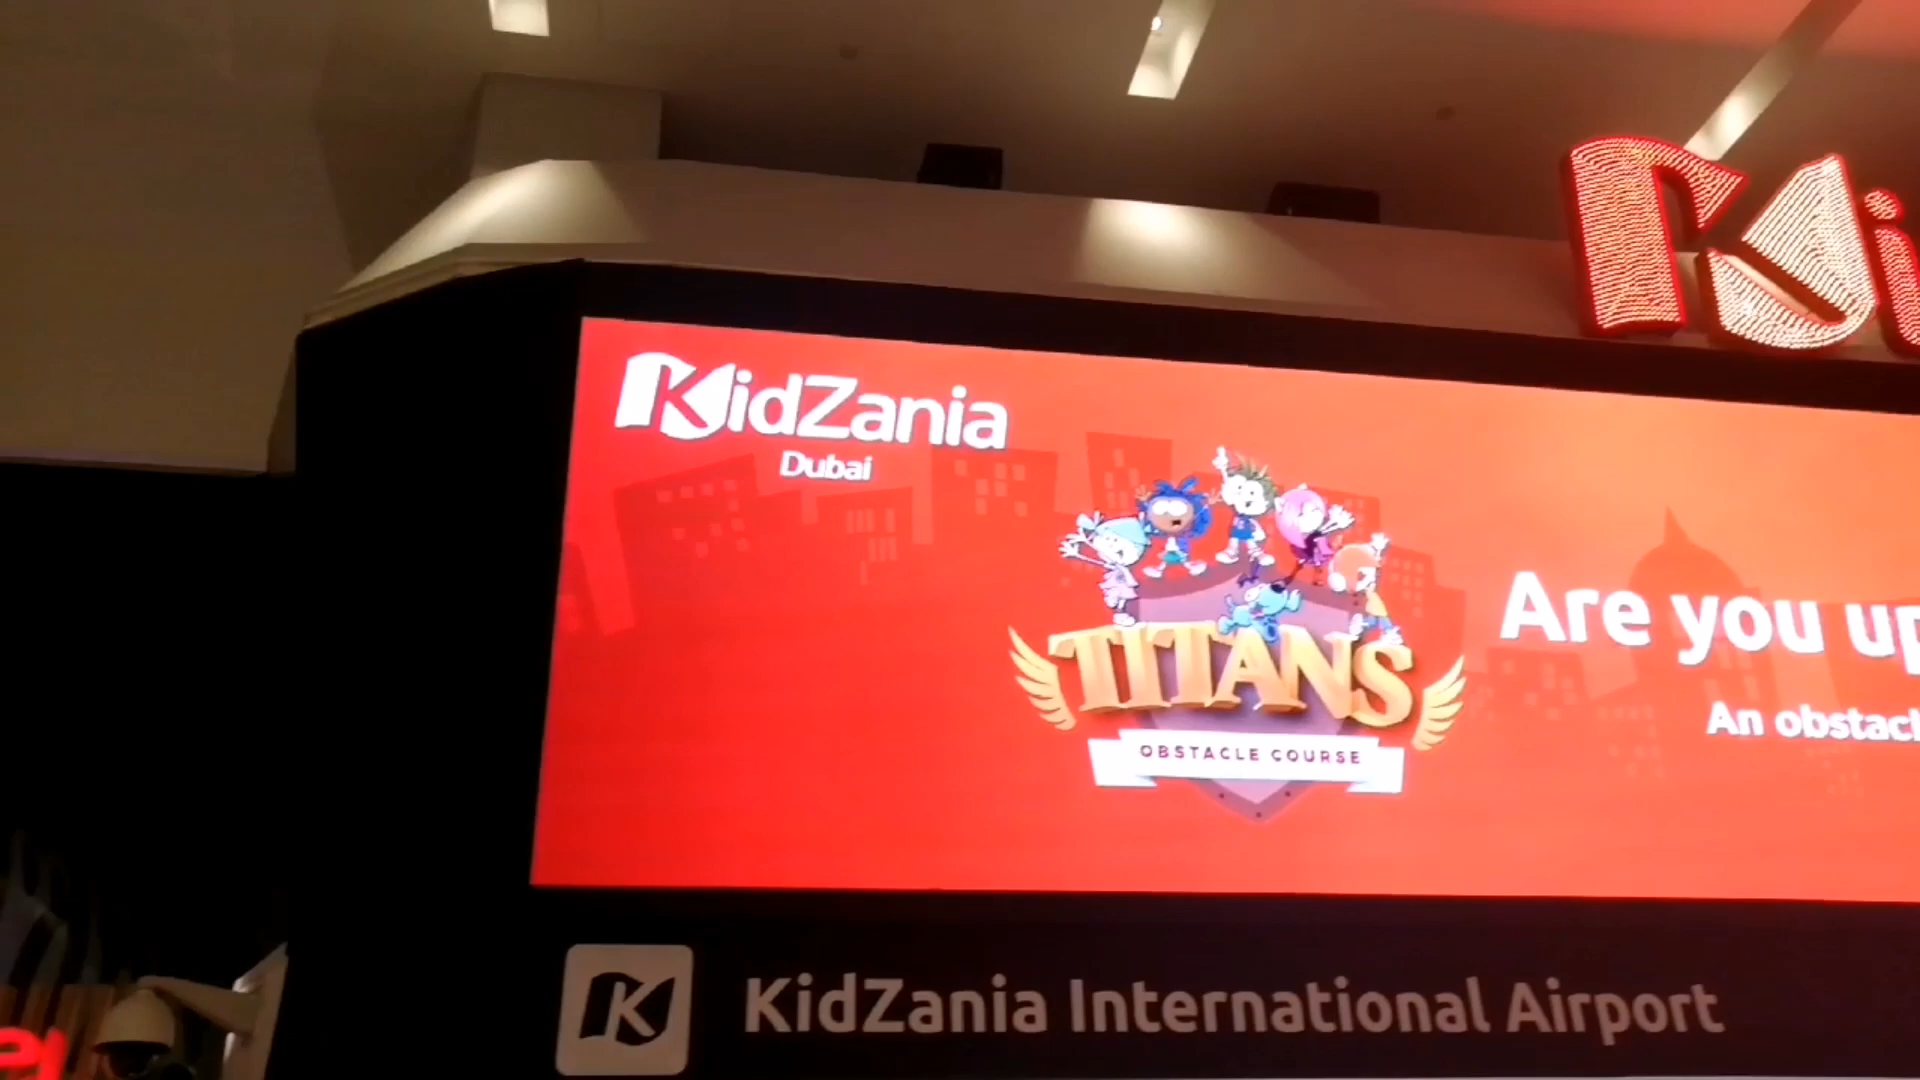 KidZania
Dubai
TITANS
OBSTACLE COURSE
Are you up
An obstacl
KidZania International Airport